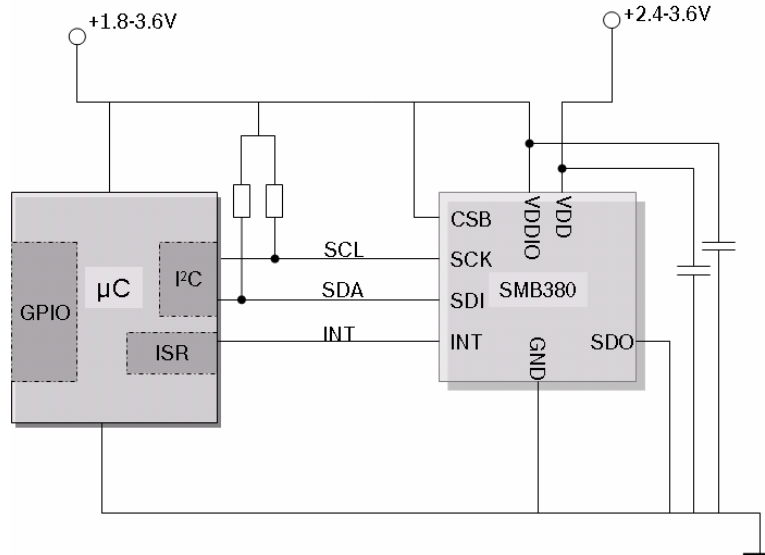 +1.8-3.6V
+2.4-3.6V
CSB
VDDIO
VDD
SCL
SCK
I²C
µC
SMB380
GPIO
SDA
SDI
INT
INT
ISR
GND
SDO